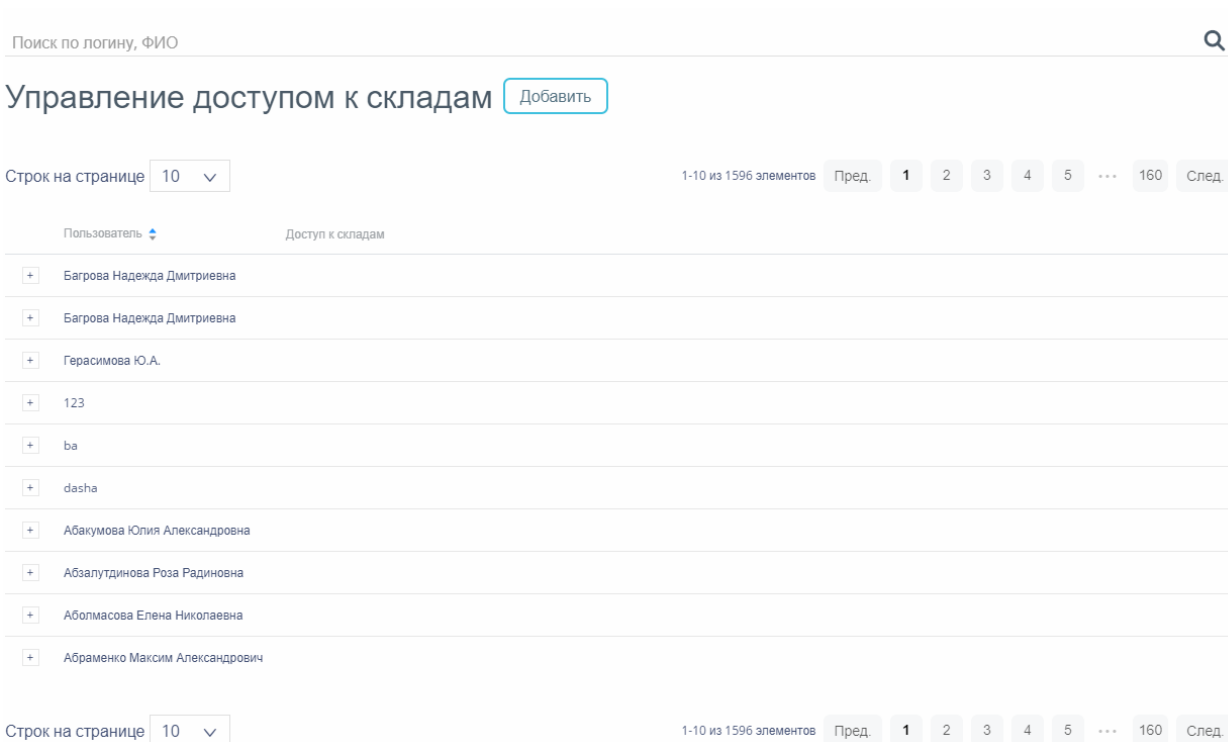 Поиск по логину, ФИО
Управление доступом к складам Добавить
Строк на странице 10 1-10 из 1596 элементов Пред. 1 2 3 4 5 ••• 160 След.
Пользователь Доступ к складам
+ Багрова Надежда Дмитриевна
+ Багрова Надежда Дмитриевна
+ Герасимова Ю.А.
+ 123
+ ba
+ dasha
+ Абакумова Юлия Александровна
+ Абзалутдинова Роза Радиновна
+ Аболмасова Елена Николаевна
+ Абраменко Максим Александрович
Строк на странице 10 1-10 из 1596 элементов Пред. 1 2 3 4 5 ••• 160 След.